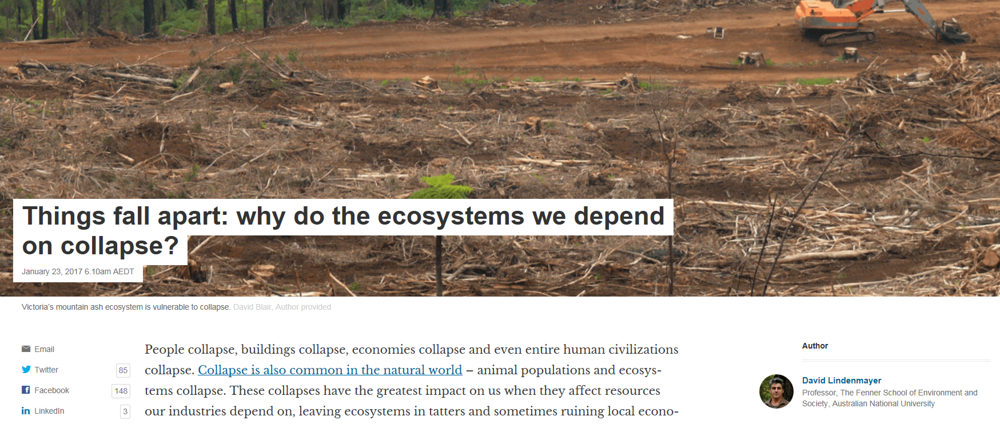 Things fall apart: why do the ecosystems we depend
on collapse?
January 23, 2017 6.10am AEDT
Victoria's mountain ash ecosystem is vulnerable to collapse. David Blair, Author provided
Email
Twitter 85
Facebook 148
LinkedIn 3
People collapse, buildings collapse, economies collapse and even entire human civilizations
collapse. Collapse is also common in the natural world – animal populations and ecosys-
tems collapse. These collapses have the greatest impact on us when they affect resources
our industries depend on, leaving ecosystems in tatters and sometimes ruining local econo-
Author
David Lindenmayer
Professor, The Fenner School of Environment and
Society, Australian National University